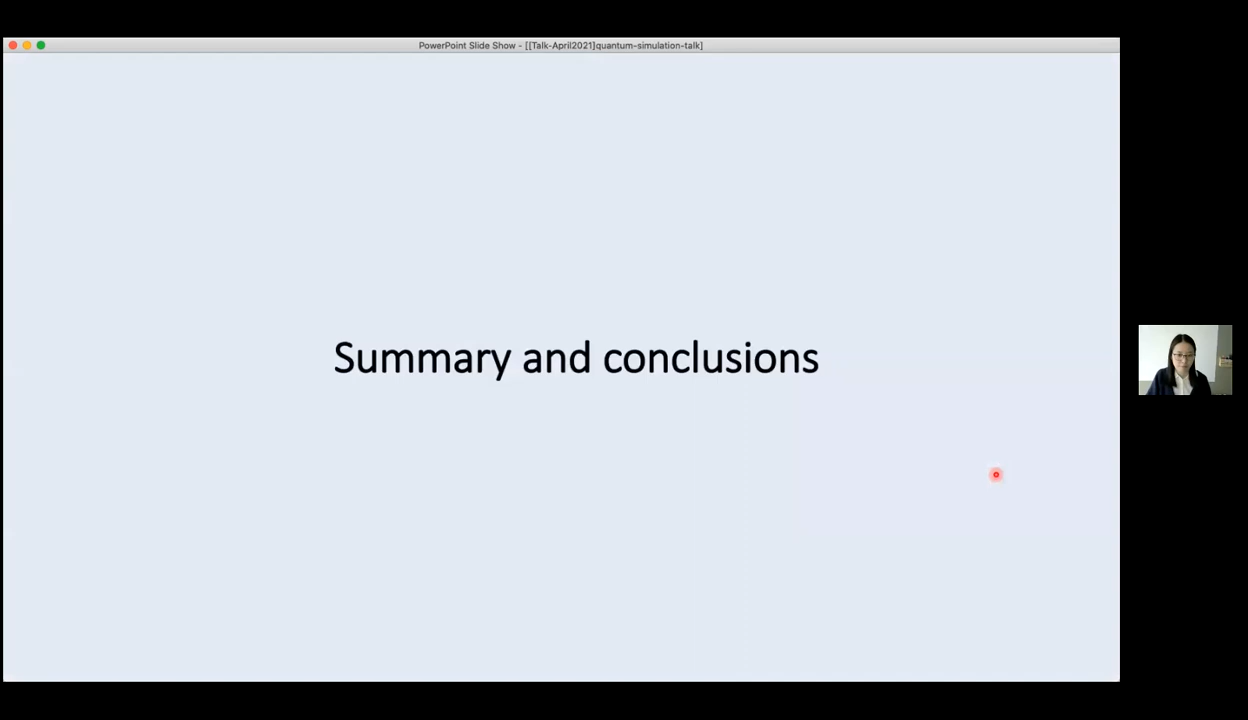 PowerPoint Slide Show - [[Talk-April2021]quantum-simulation-talk]
Summary and conclusions